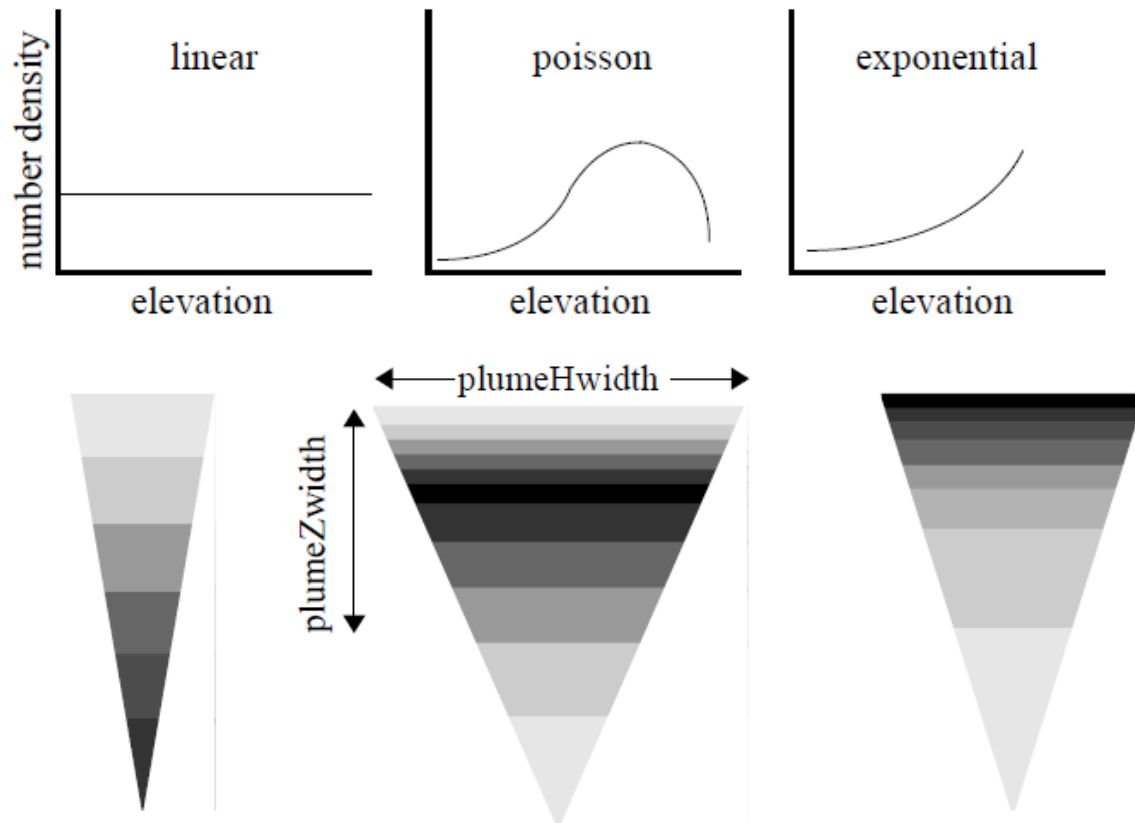 linear
poisson
exponential
number density
elevation
elevation
elevation
plumeHwidth
plumeZwidth